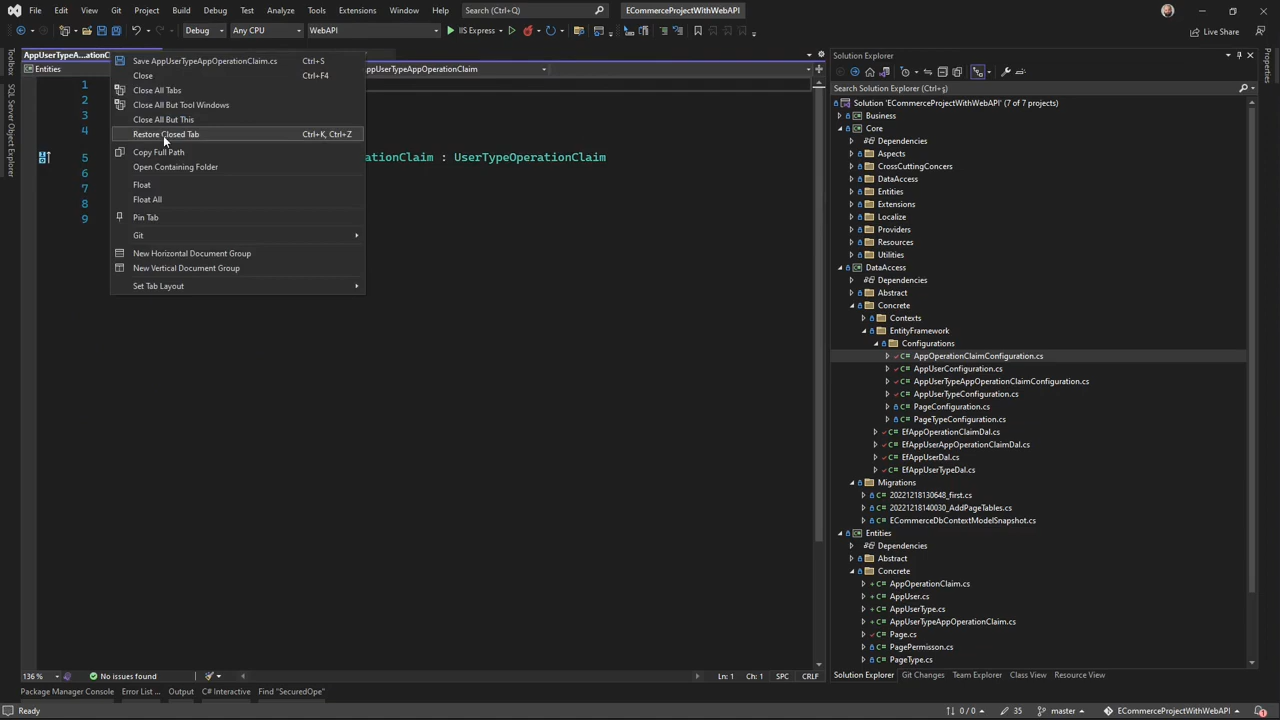 File Edit View Git Project Build Debug Test Analyze Tools Extensions Window Help Search (Ctrl+Q) ECommerceProjectWithWebAPI
Debug Any CPU WebAPI IIS Express Live Share
Toolbox
SQL Server Object Explorer
AppUserTypeA...ationC
Entities
ppUserTypeAppOperationClaim
1
2
3
4
5
6
7
8
9
ationClaim : UserTypeOperationClaim
Save AppUserTypeAppOperationClaim.cs Ctrl+S
Close Ctrl+F4
Close All Tabs
Close All But Tool Windows
Close All But This
Restore Closed Tab Ctrl+K, Ctrl+Z
Copy Full Path
Open Containing Folder
Float
Float All
Pin Tab
Git
New Horizontal Document Group
New Vertical Document Group
Set Tab Layout
136 %
No issues found
Ln: 1 Ch: 1 SPC CRLF
Solution Explorer
Search Solution Explorer (Ctrl+ş)
Solution 'ECommerceProjectWithWebAPI' (7 of 7 projects)
Business
Core
Dependencies
Aspects
CrossCuttingConcers
DataAccess
Entities
Extensions
Localize
Providers
Resources
Utilities
DataAccess
Dependencies
Abstract
Concrete
Contexts
EntityFramework
Configurations
AppOperationClaimConfiguration.cs
AppUserConfiguration.cs
AppUserTypeAppOperationClaimConfiguration.cs
AppUserTypeConfiguration.cs
PageConfiguration.cs
PageTypeConfiguration.cs
EfAppOperationClaimDal.cs
EfAppUserAppOperationClaimDal.cs
EfAppUserDal.cs
EfAppUserTypeDal.cs
Migrations
20221218130648_first.cs
20221218140030_AddPageTables.cs
ECommerceDbContextModelSnapshot.cs
Entities
Dependencies
Abstract
Concrete
AppOperationClaim.cs
AppUser.cs
AppUserType.cs
AppUserTypeAppOperationClaim.cs
Page.cs
PagePermisson.cs
PageType.cs
Properties
Solution Explorer Git Changes Team Explorer Class View Resource View
Package Manager Console Error List ... Output C# Interactive Find "SecuredOpe"
Ready
0 / 0 35 master ECommerceProjectWithWebAPI 1